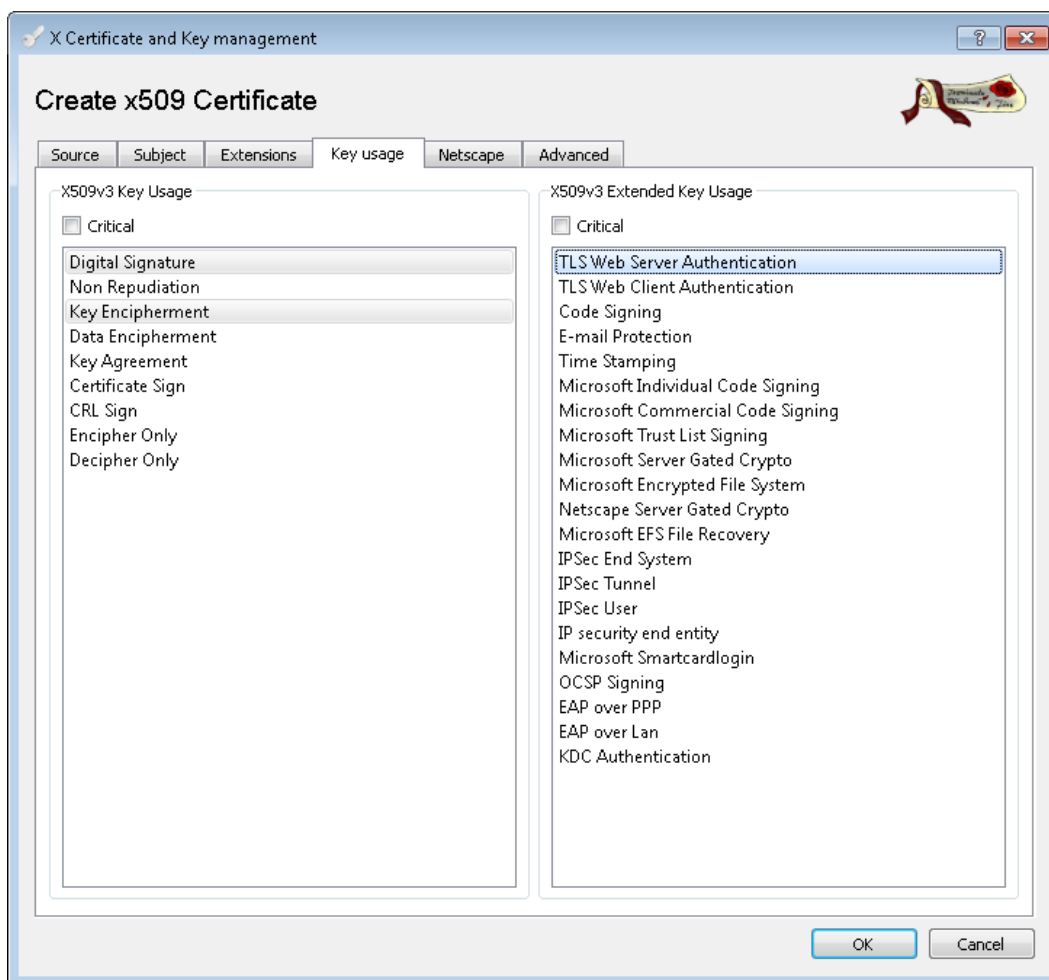 X Certificate and Key management
Create x509 Certificate
Source Subject Extensions Key usage Netscape Advanced
X509v3 Key Usage
Critical
Digital Signature
Non Repudiation
Key Encipherment
Data Encipherment
Key Agreement
Certificate Sign
CRL Sign
Encipher Only
Decipher Only
X509v3 Extended Key Usage
Critical
TLS Web Server Authentication
TLS Web Client Authentication
Code Signing
E-mail Protection
Time Stamping
Microsoft Individual Code Signing
Microsoft Commercial Code Signing
Microsoft Trust List Signing
Microsoft Server Gated Crypto
Microsoft Encrypted File System
Netscape Server Gated Crypto
Microsoft EFS File Recovery
IPSec End System
IPSec Tunnel
IPSec User
IP security end entity
Microsoft Smartcardlogin
OCSP Signing
EAP over PPP
EAP over Lan
KDC Authentication
OK Cancel